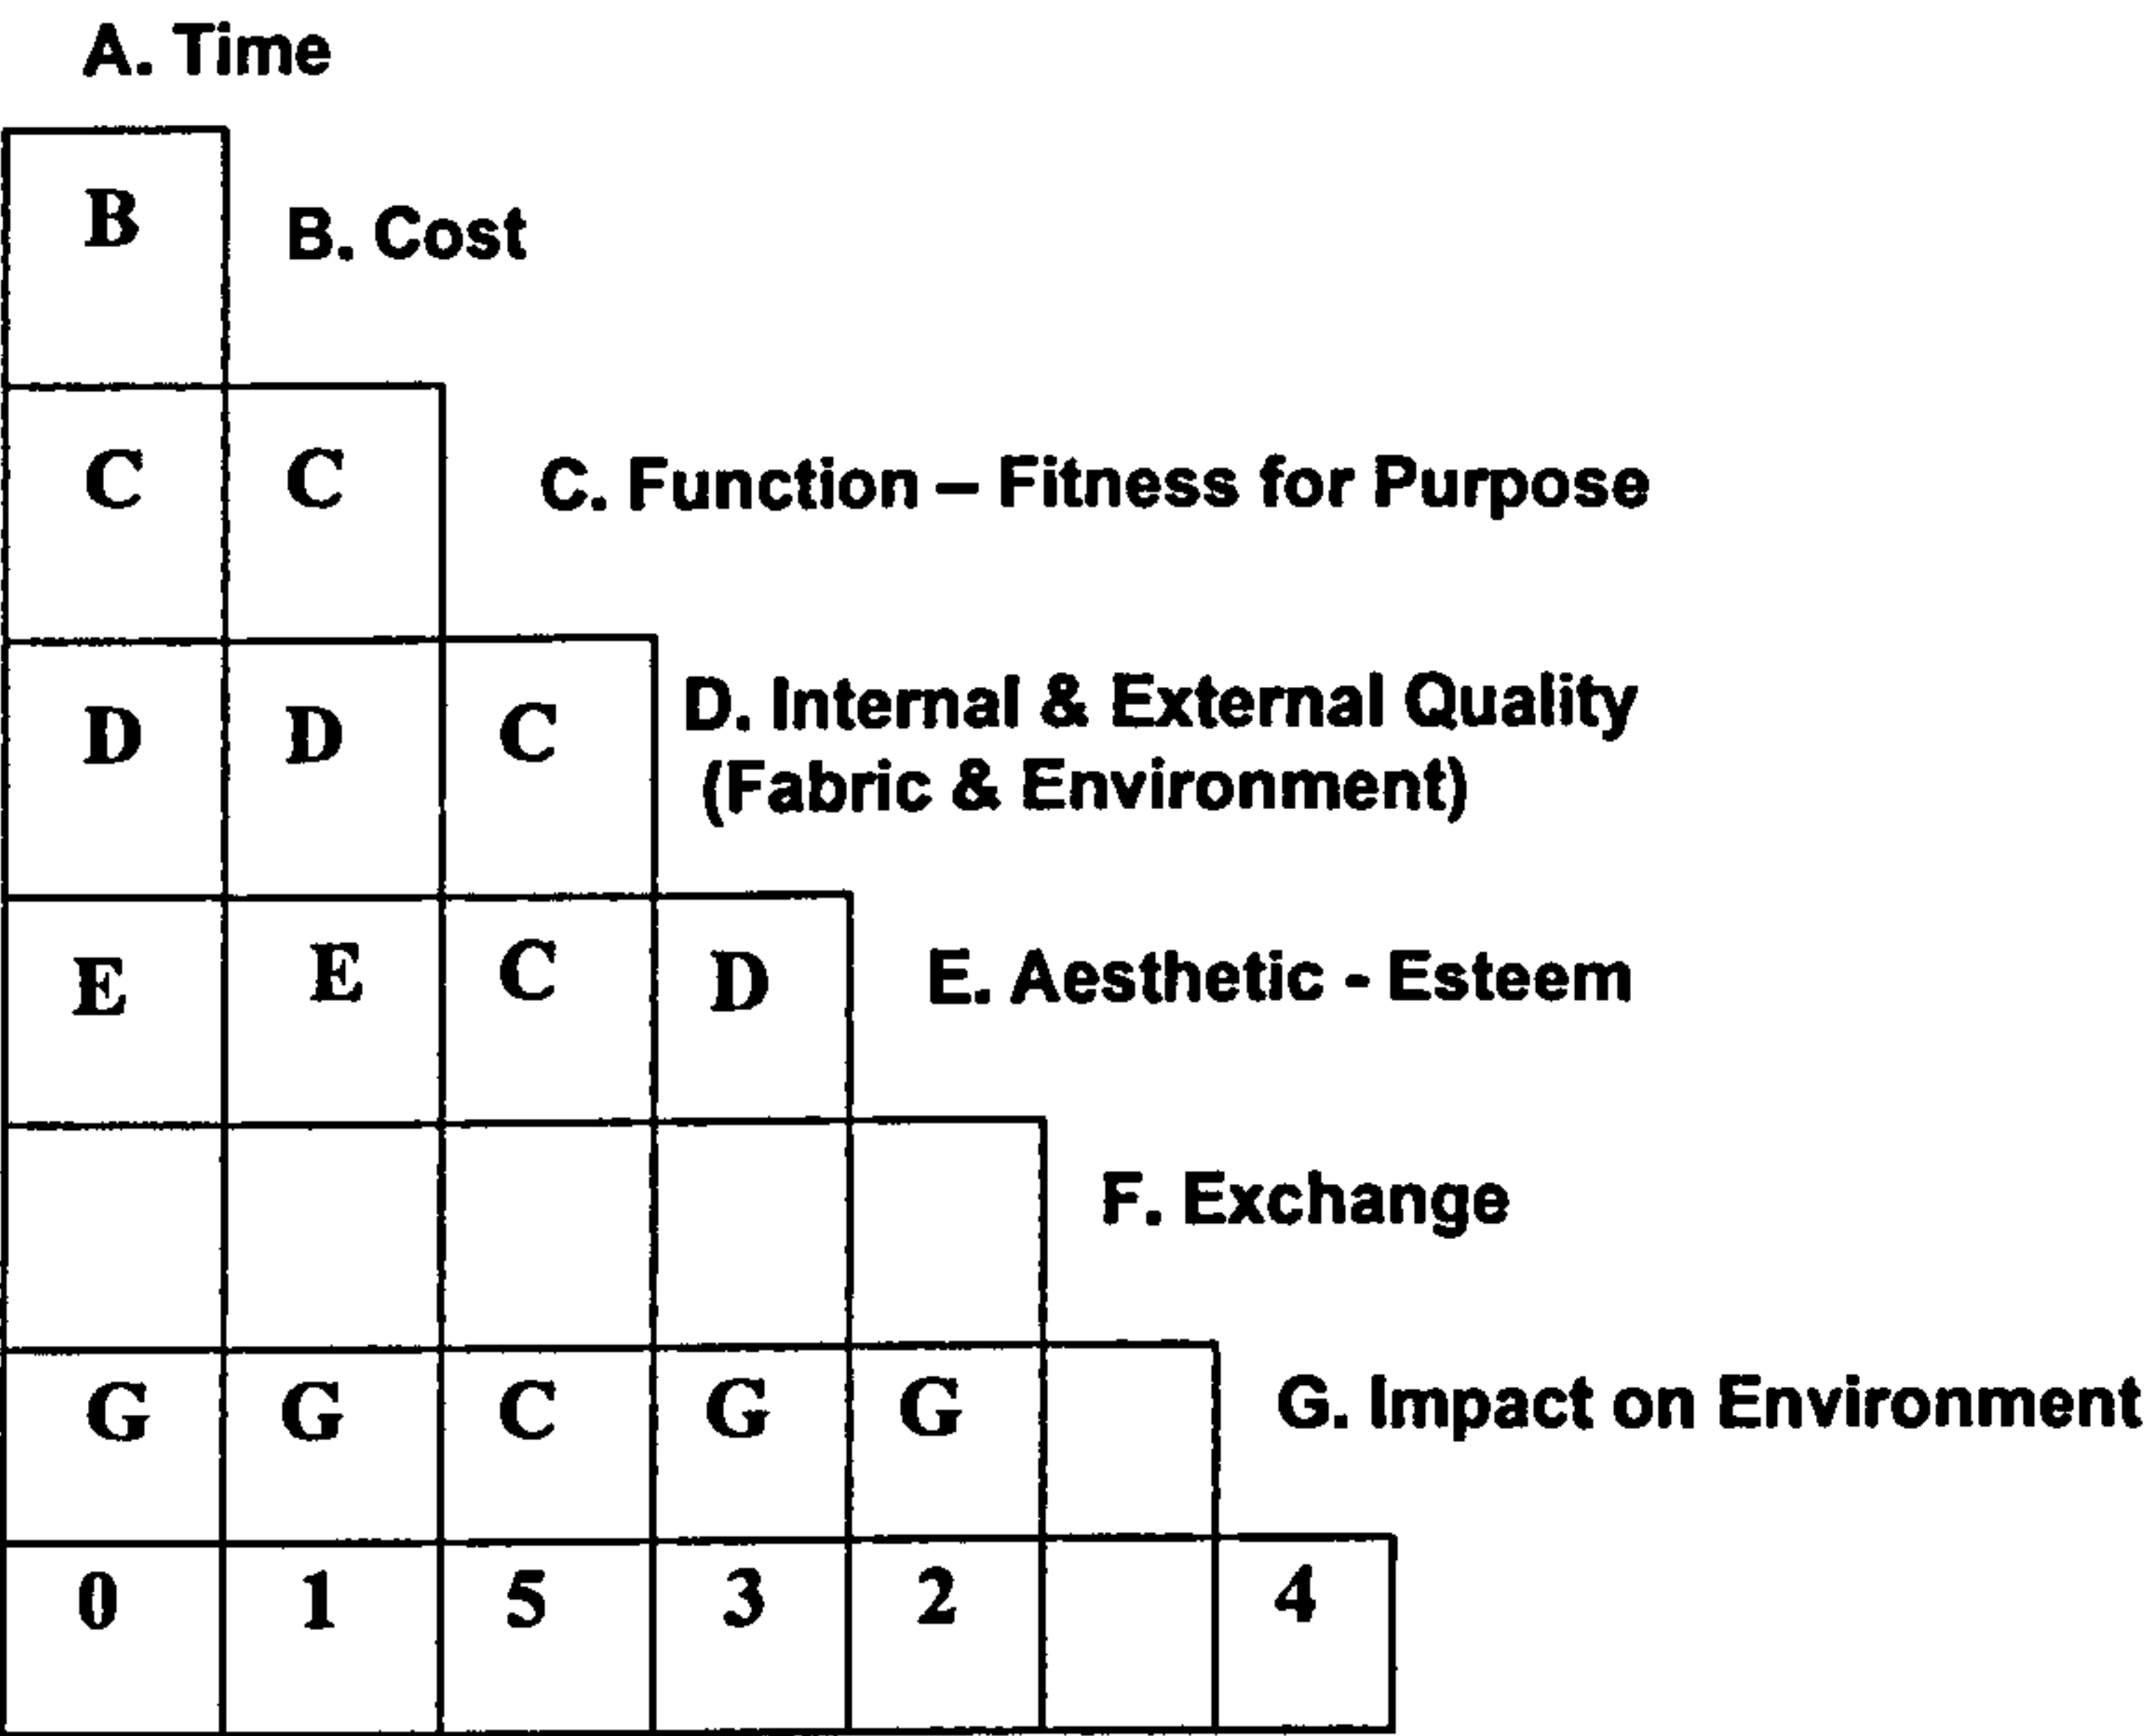 A. Time
B B. Cost
C C C. Function – Fitness for Purpose
D D C D. Internal & External Quality
(Fabric & Environment)
E E C D E. Aesthetic - Esteem
F. Exchange
G G C G G G. Impact on Environment
0 1 5 3 2 4